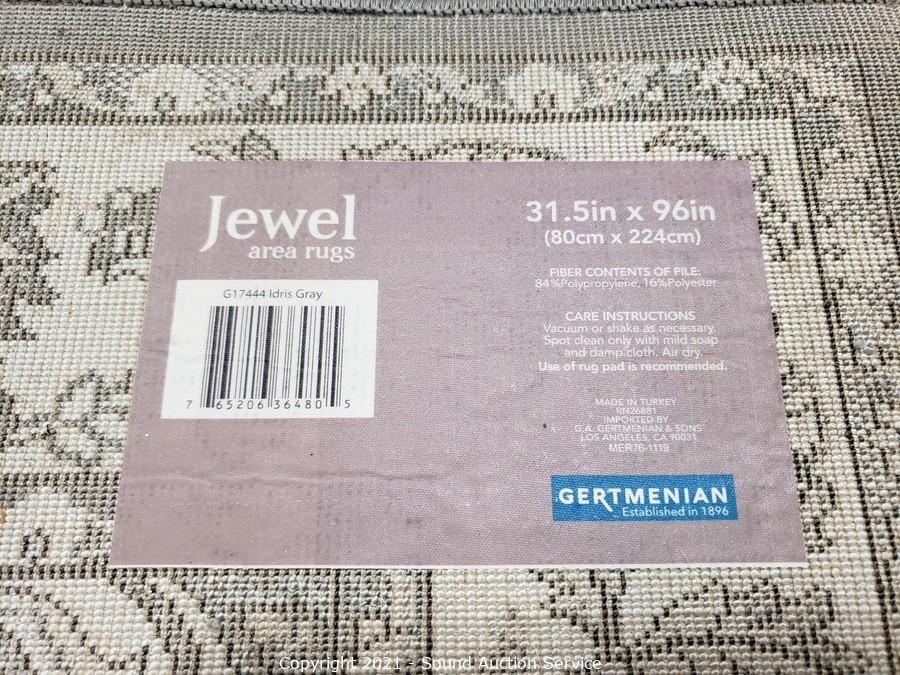 Jewel
area rugs
G17444 Idris Gray
7 65206 36480 5
31.5in x 96in
(80cm x 224cm)
FIBER CONTENTS OF PILE:
84%Polypropylene, 16%Polyester
CARE INSTRUCTIONS
Vacuum or shake as necessary.
Spot clean only with mild soap
and damp cloth. Air dry.
Use of rug pad is recommended.
MADE IN TURKEY
RN26881
IMPORTED BY
G.A. GERTMENIAN & SONS
LOS ANGELES, CA 90031
MER76-1119
GERTMENIAN
Established in 1896
Copyright 2021 - Sound Auction Service